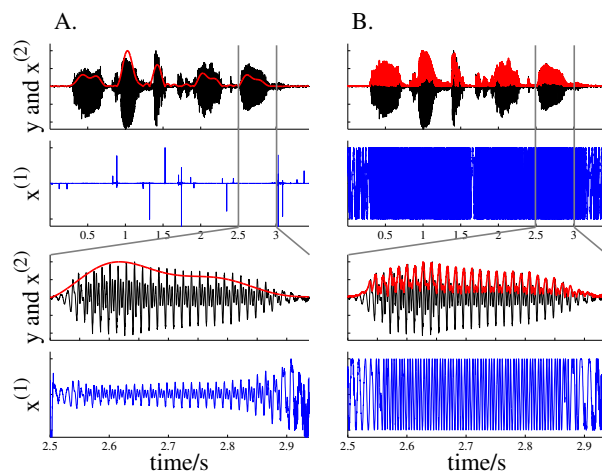 A. B.
y and x(2)
x(1)
0.5 1 1.5 2 2.5 3 0.5 1 1.5 2 2.5 3
y and x(2)
x(1)
2.5 2.6 2.7 2.8 2.9 2.5 2.6 2.7 2.8 2.9
time/s time/s